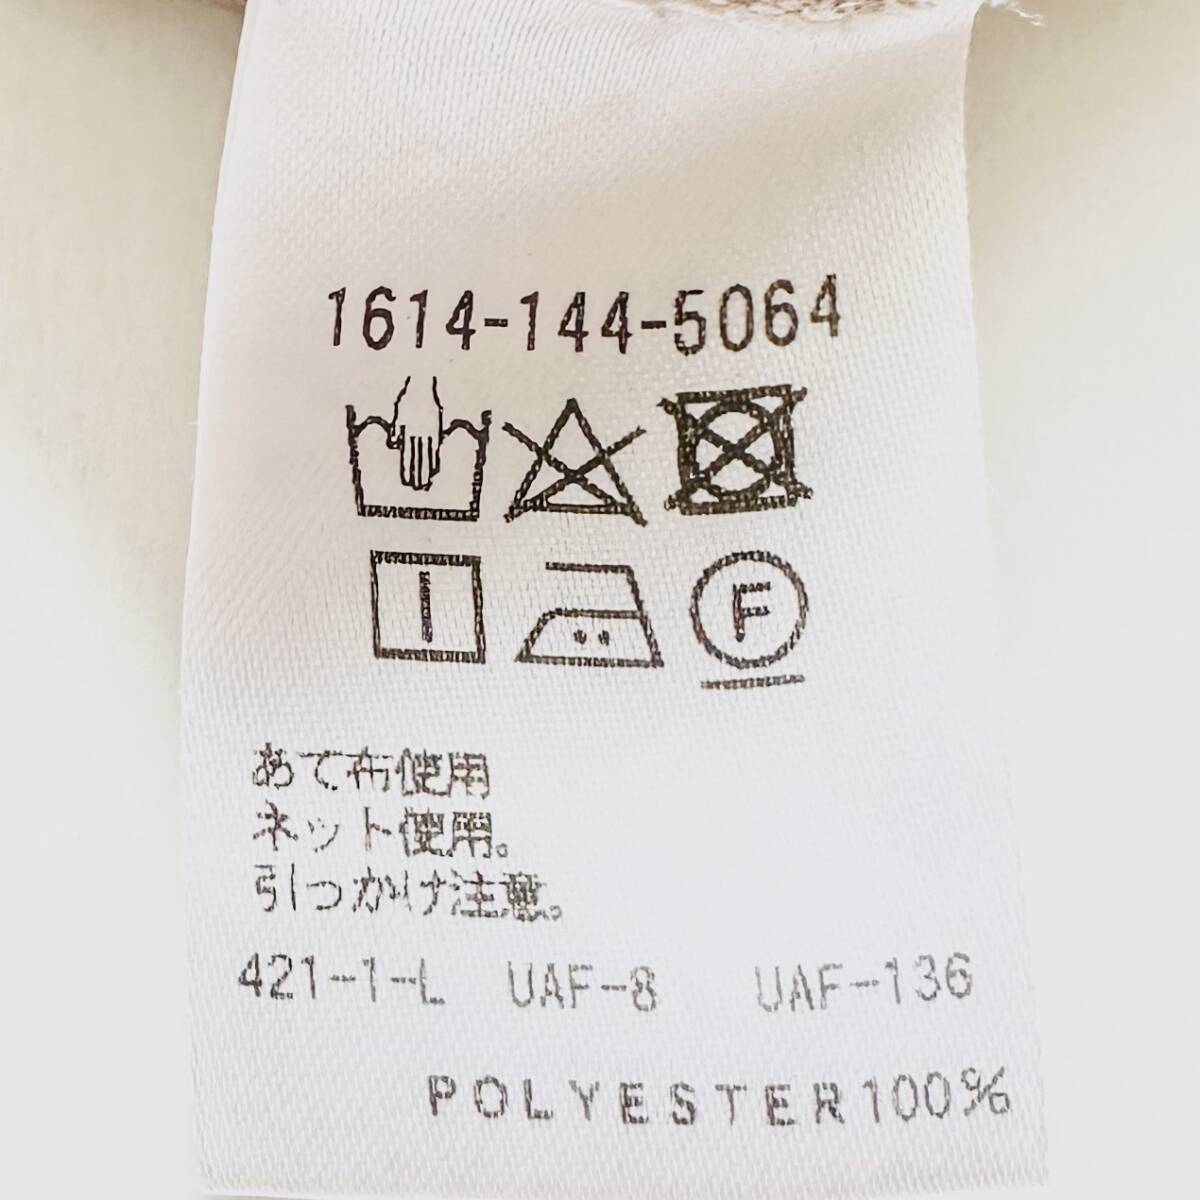 1614-144-5064
F
あて布使用
ネット使用。
引っかけ注意。
421-1-L UAF-8 UAF-136
POLYESTER100%